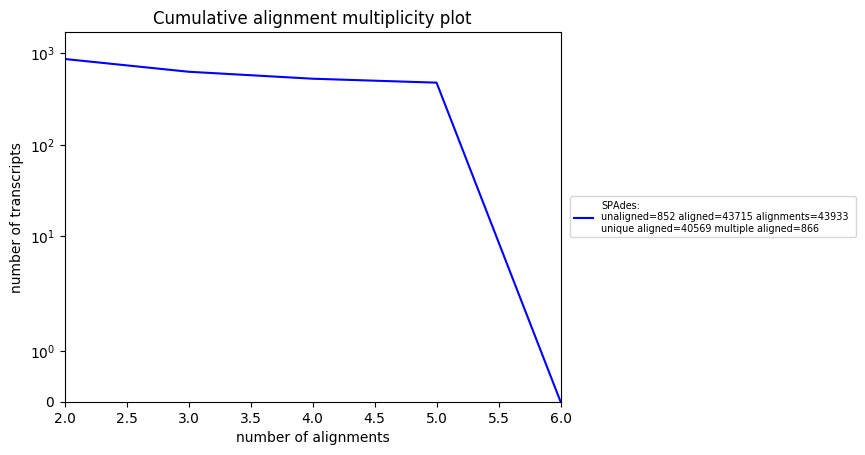 Cumulative alignment multiplicity plot
number of transcripts
10³
10²
10¹
10⁰
0
2.0 2.5 3.0 3.5 4.0 4.5 5.0 5.5 6.0
number of alignments
SPAdes:
unaligned=852 aligned=43715 alignments=43933
unique aligned=40569 multiple aligned=866